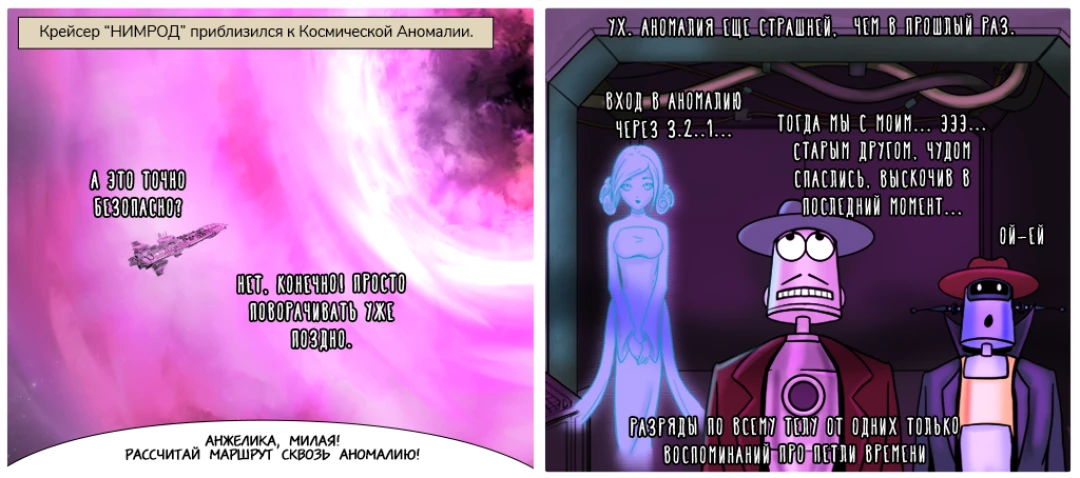 Крейсер “НИМРОД” приблизился к Космической Аномалии.
А ЭТО ТОЧНО
БЕЗОПАСНО?
НЕТ, КОНЕЧНО! ПРОСТО
ПОВОРАЧИВАТЬ УЖЕ
ПОЗДНО.
АНЖЕЛИКА, МИЛАЯ!
РАССЧИТАЙ МАРШРУТ СКВОЗЬ АНОМАЛИЮ!
УХ, АНОМАЛИЯ ЕЩЕ СТРАШНЕЙ, ЧЕМ В ПРОШЛЫЙ РАЗ.
ВХОД В АНОМАЛИЮ
ЧЕРЕЗ 3..2..1...
ТОГДА МЫ С МОИМ... ЭЭЭ...
СТАРЫМ ДРУГОМ, ЧУДОМ
СПАСЛИСЬ, ВЫСКОЧИВ В
ПОСЛЕДНИЙ МОМЕНТ...
ОЙ-ЕЙ
РАЗРЯДЫ ПО ВСЕМУ ТЕЛУ ОТ ОДНИХ ТОЛЬКО
ВОСПОМИНАНИЙ ПРО ПЕТЛИ ВРЕМЕНИ